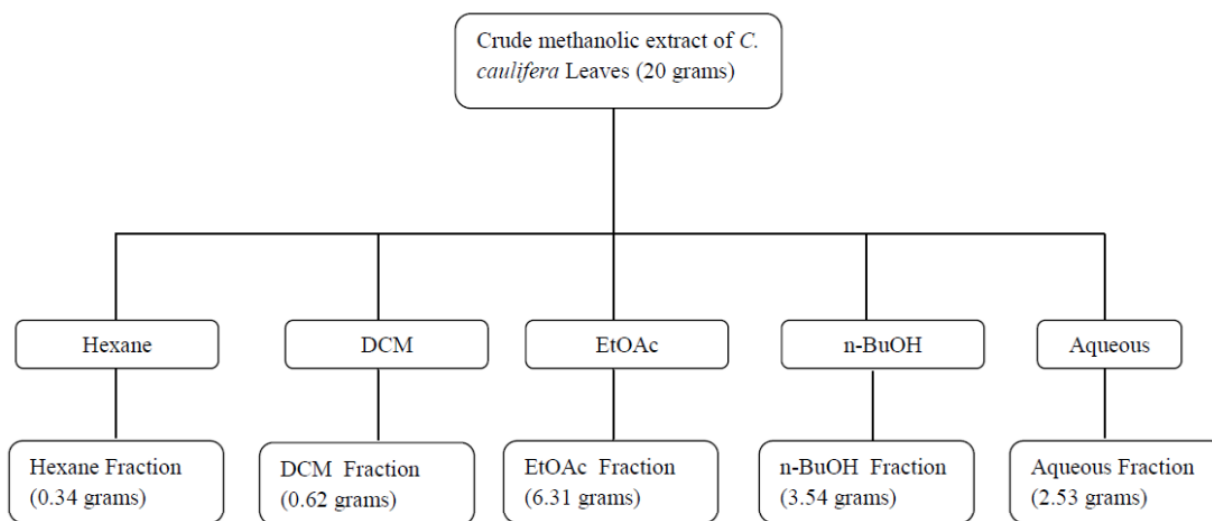 Crude methanolic extract of C.
caulifera Leaves (20 grams)
Hexane
DCM
EtOAc
n-BuOH
Aqueous
Hexane Fraction
(0.34 grams)
DCM Fraction
(0.62 grams)
EtOAc Fraction
(6.31 grams)
n-BuOH Fraction
(3.54 grams)
Aqueous Fraction
(2.53 grams)